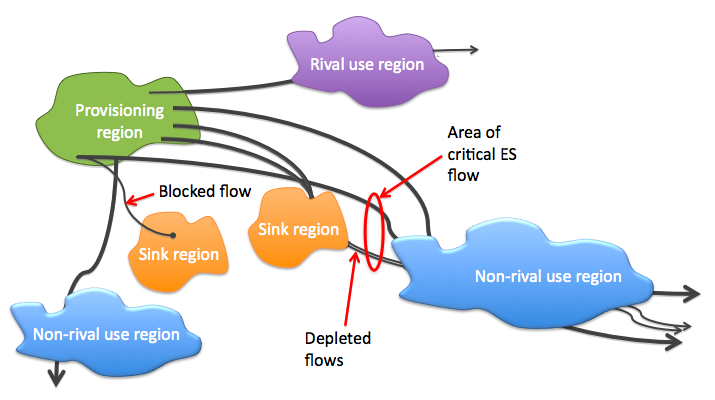 Rival use region
Provisioning
region
Area of
critical ES
flow
Blocked flow
Sink region
Sink region
Non-rival use region
Non-rival use region
Depleted
flows